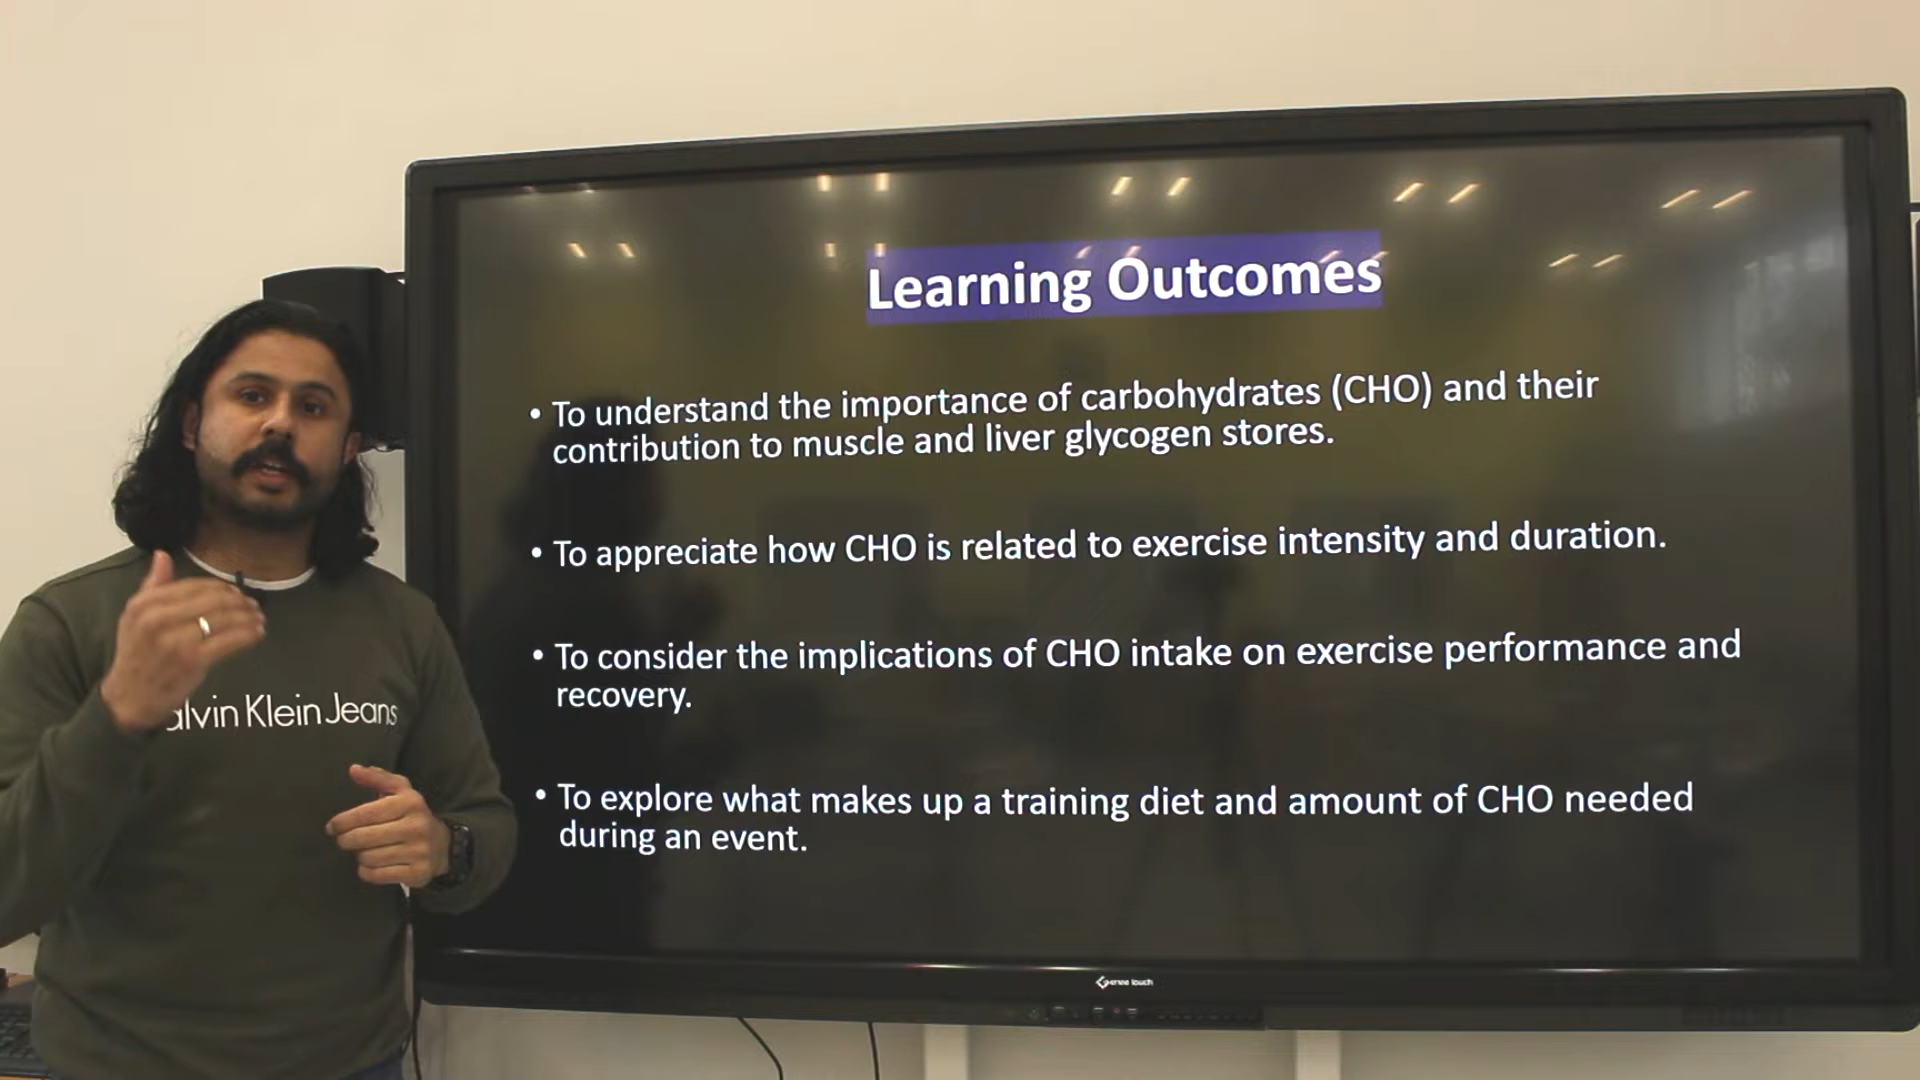 Learning Outcomes
• To understand the importance of carbohydrates (CHO) and their
contribution to muscle and liver glycogen stores.
• To appreciate how CHO is related to exercise intensity and duration.
• To consider the implications of CHO intake on exercise performance and
recovery.
• To explore what makes up a training diet and amount of CHO needed
during an event.
alvin Klein Jeans
Genee touch